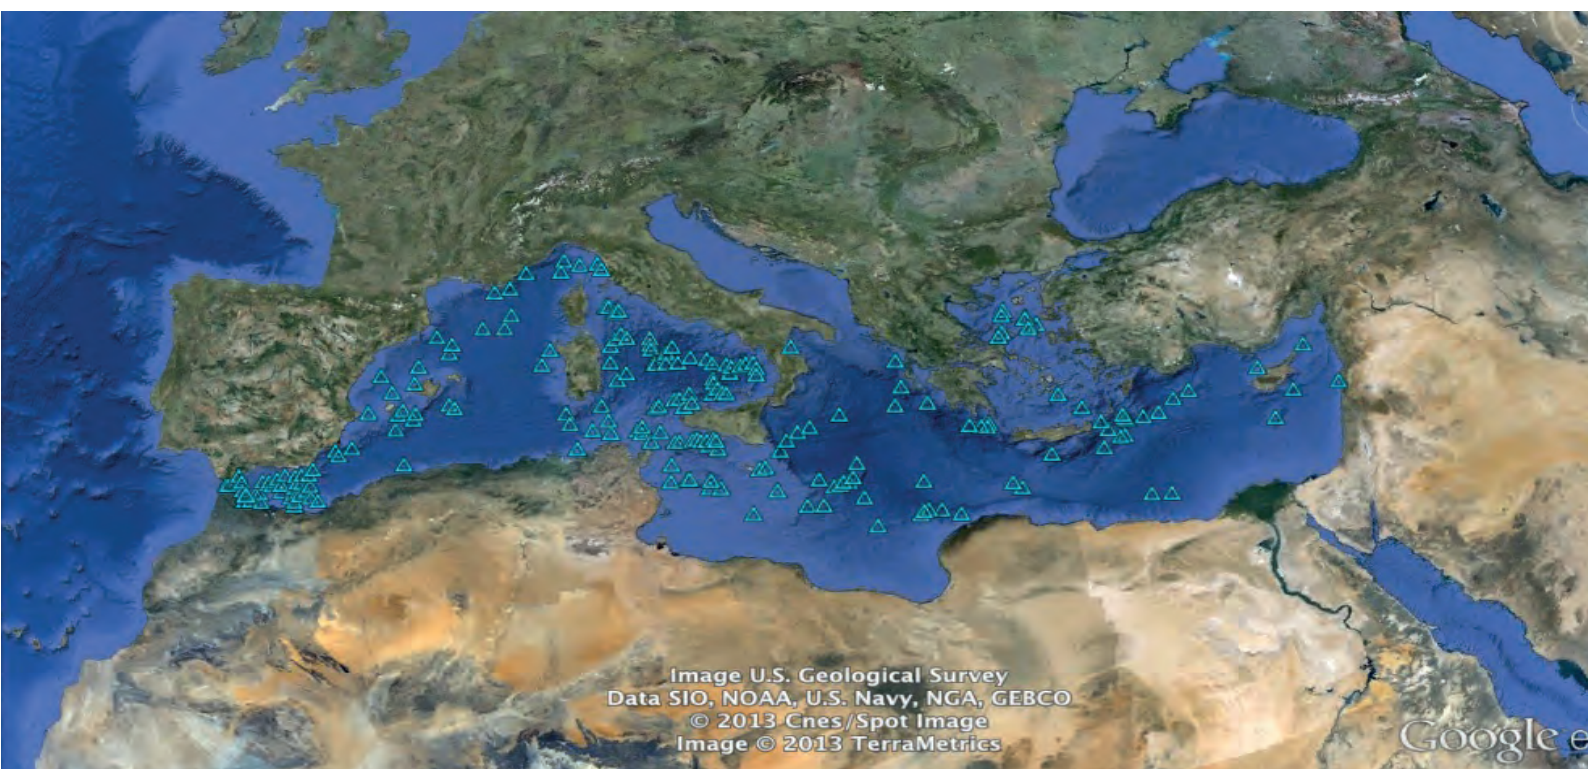 Image U.S. Geological Survey
Data SIO, NOAA, U.S. Navy, NGA, GEBCO
© 2013 Cnes/Spot Image
Image © 2013 TerraMetrics
Google e